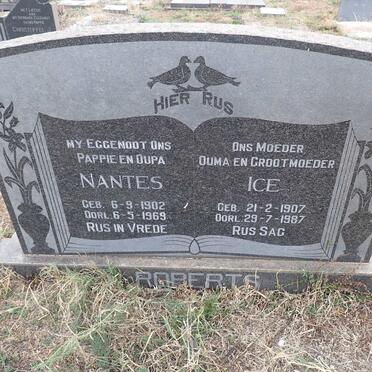 HIER RUS
MY EGGENOOT ONS
PAPPIE EN OUPA
NANTES
GEB. 6-9-1902
OORL. 6-5-1969
RUS IN VREDE
ONS MOEDER
OUMA EN GROOTMOEDER
ICE
GEB. 21-2-1907
OORL. 29-7-1987
RUS SAG
ROBERTS